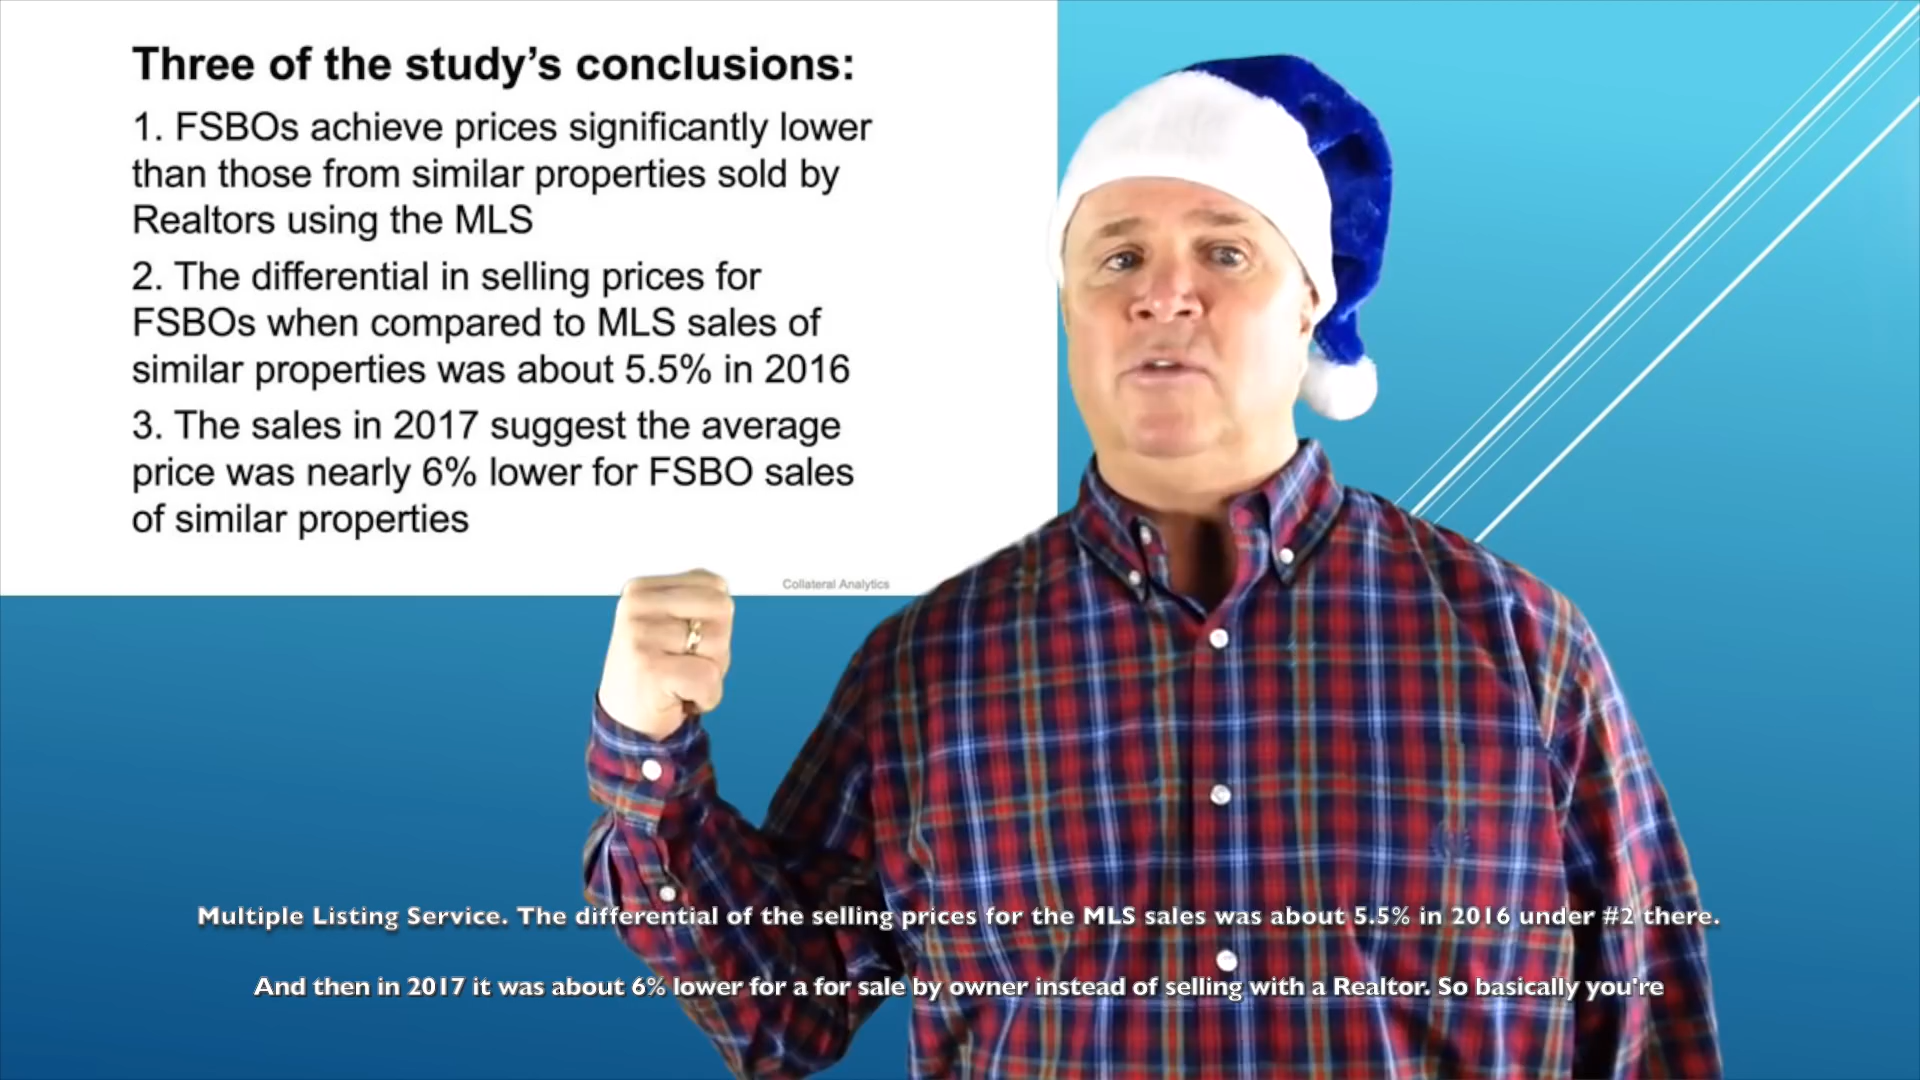 Three of the study's conclusions:
1. FSBOs achieve prices significantly lower
than those from similar properties sold by
Realtors using the MLS
2. The differential in selling prices for
FSBOs when compared to MLS sales of
similar properties was about 5.5% in 2016
3. The sales in 2017 suggest the average
price was nearly 6% lower for FSBO sales
of similar properties
Collateral Analytics
Multiple Listing Service. The differential of the selling prices for the MLS sales was about 5.5% in 2016 under #2 there.
And then in 2017 it was about 6% lower for a for sale by owner instead of selling with a Realtor. So basically you're